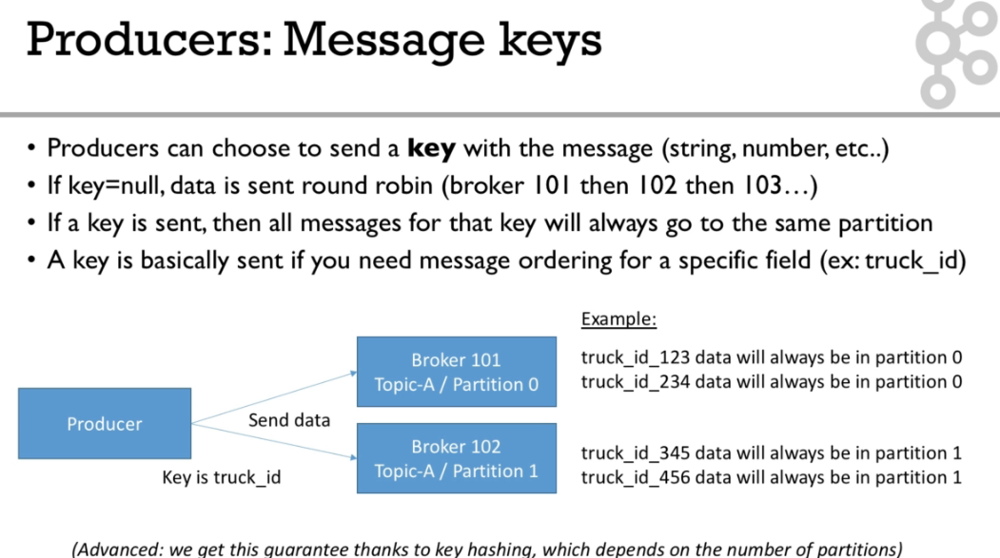 Producers: Message keys
• Producers can choose to send a key with the message (string, number, etc..)
• If key=null, data is sent round robin (broker 101 then 102 then 103...)
• If a key is sent, then all messages for that key will always go to the same partition
• A key is basically sent if you need message ordering for a specific field (ex: truck_id)
Example:
Broker 101
Topic-A / Partition 0
truck_id_123 data will always be in partition 0
truck_id_234 data will always be in partition 0
Producer
Send data
Key is truck_id
Broker 102
Topic-A / Partition 1
truck_id_345 data will always be in partition 1
truck_id_456 data will always be in partition 1
(Advanced: we get this guarantee thanks to key hashing, which depends on the number of partitions)